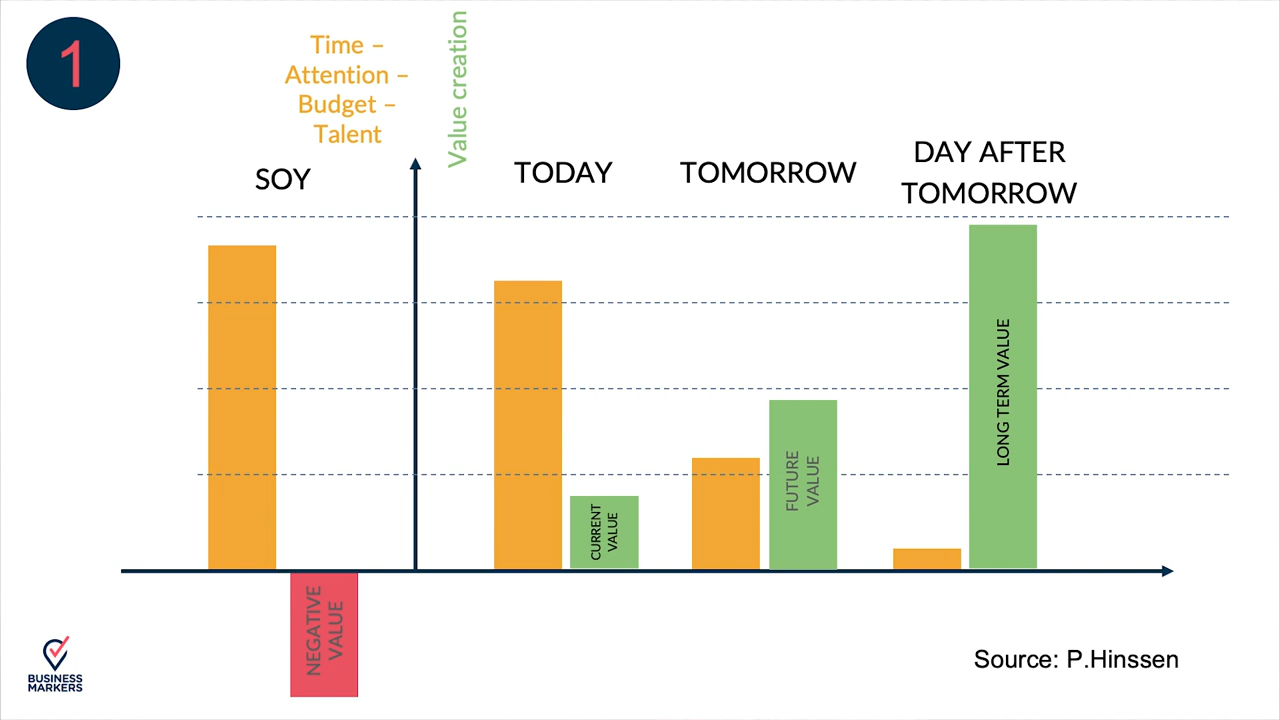 1
Time –
Attention –
Budget –
Talent
Value creation
SOY
TODAY
TOMORROW
DAY AFTER
TOMORROW
NEGATIVE
VALUE
CURRENT
VALUE
FUTURE
VALUE
LONG TERM VALUE
BUSINESS
MARKERS
Source: P.Hinssen